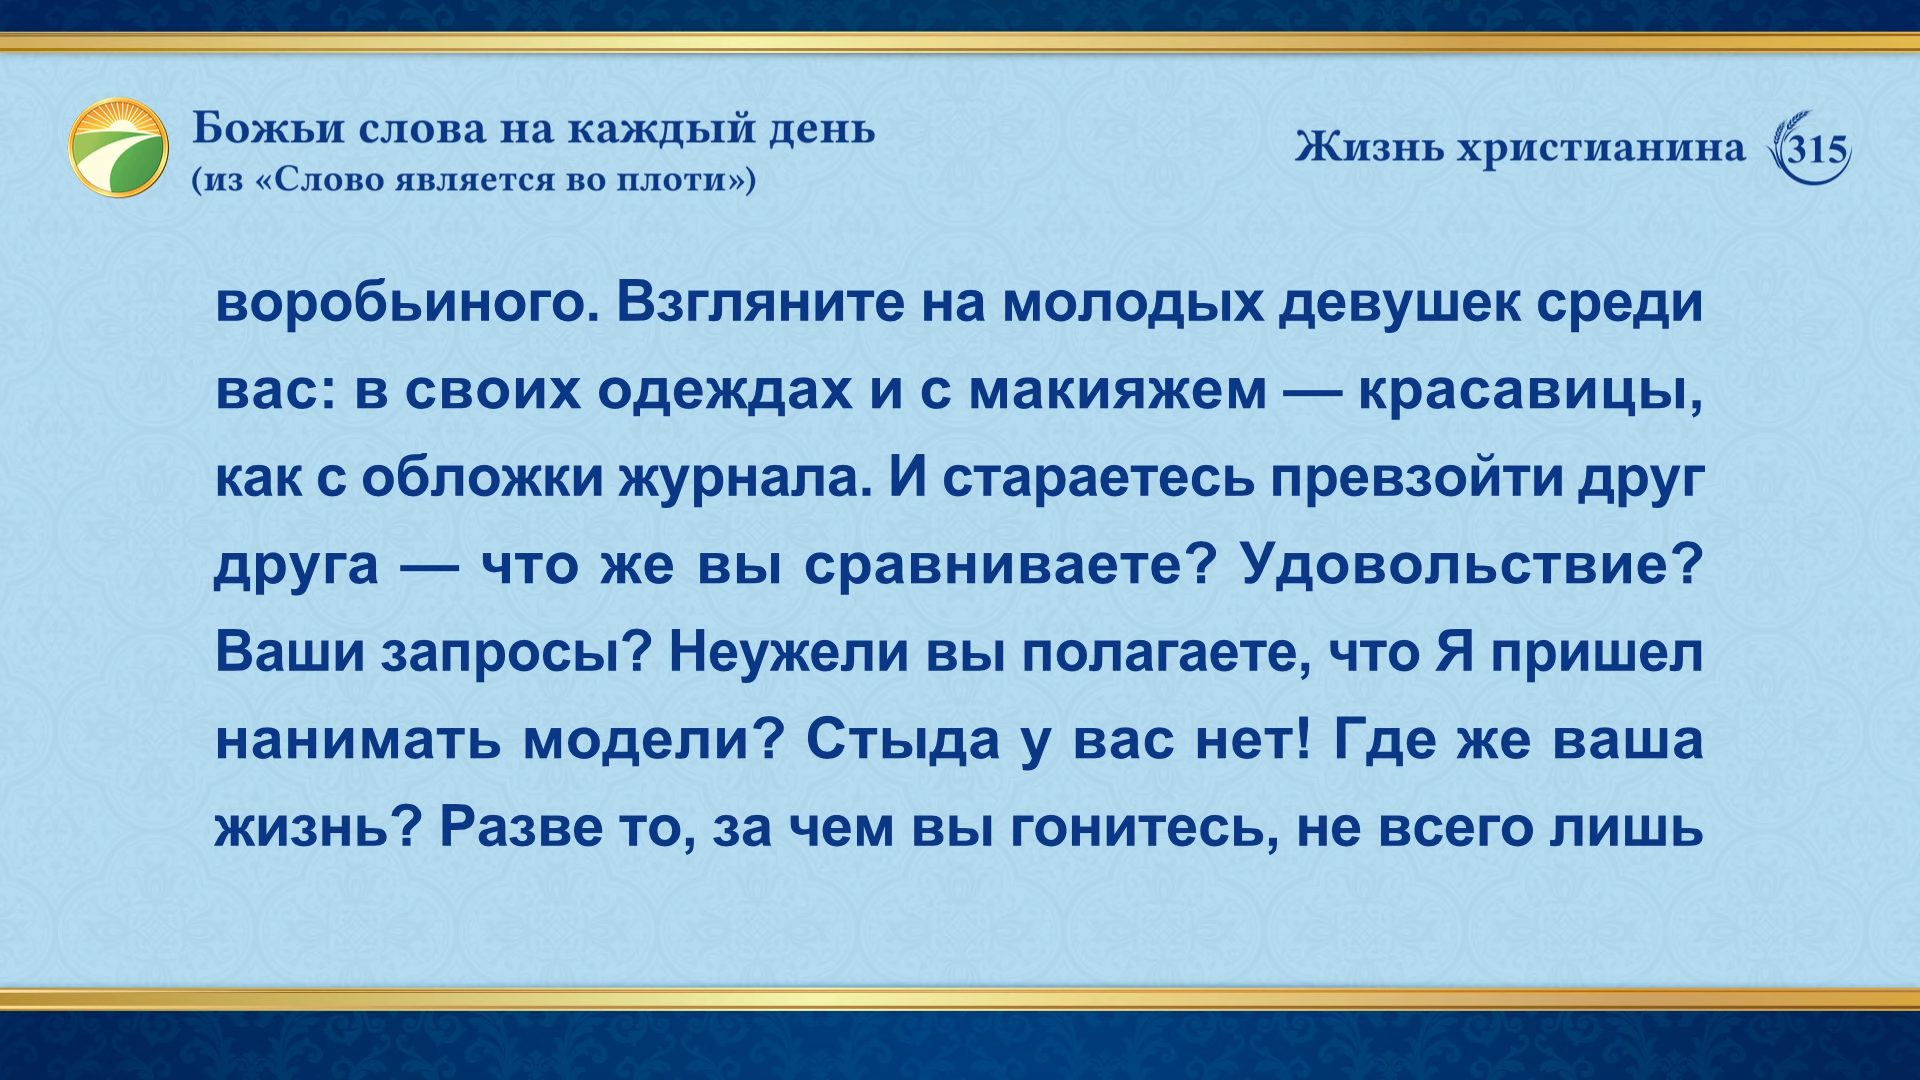 Божьи слова на каждый день
(из «Слово является во плоти»)
Жизнь христианина 315
воробьиного. Взгляните на молодых девушек среди
вас: в своих одеждах и с макияжем — красавицы,
как с обложки журнала. И стараетесь превзойти друг
друга — что же вы сравниваете? Удовольствие?
Ваши запросы? Неужели вы полагаете, что Я пришел
нанимать модели? Стыда у вас нет! Где же ваша
жизнь? Разве то, за чем вы гонитесь, не всего лишь